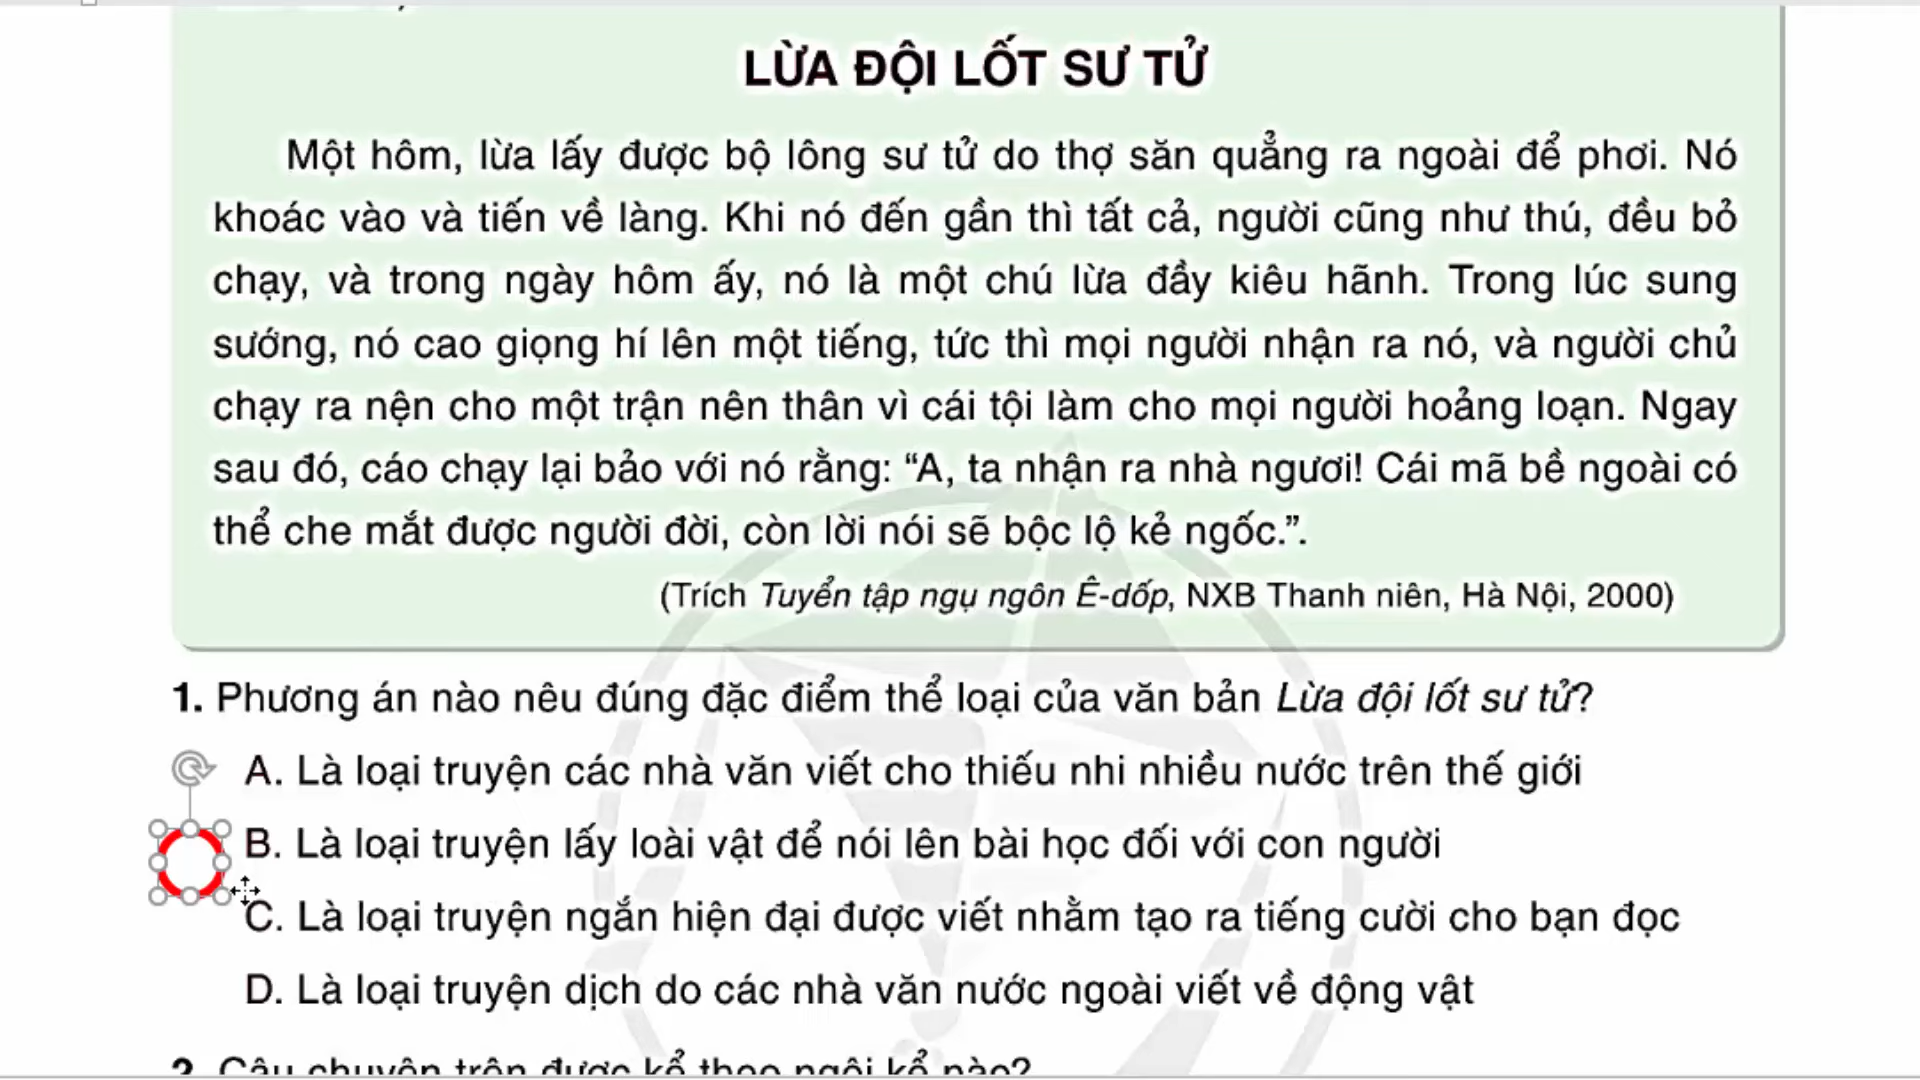 LỪA ĐỘI LỐT SƯ TỬ
Một hôm, lừa lấy được bộ lông sư tử do thợ săn quẳng ra ngoài để phơi. Nó
khoác vào và tiến về làng. Khi nó đến gần thì tất cả, người cũng như thú, đều bỏ
chạy, và trong ngày hôm ấy, nó là một chú lừa đầy kiêu hãnh. Trong lúc sung
sướng, nó cao giọng hí lên một tiếng, tức thì mọi người nhận ra nó, và người chủ
chạy ra nện cho một trận nên thân vì cái tội làm cho mọi người hoảng loạn. Ngay
sau đó, cáo chạy lại bảo với nó rằng: “A, ta nhận ra nhà ngươi! Cái mã bề ngoài có
thể che mắt được người đời, còn lời nói sẽ bộc lộ kẻ ngốc.”.
(Trích Tuyển tập ngụ ngôn Ê-dốp, NXB Thanh niên, Hà Nội, 2000)
1. Phương án nào nêu đúng đặc điểm thể loại của văn bản Lừa đội lốt sư tử?
A. Là loại truyện các nhà văn viết cho thiếu nhi nhiều nước trên thế giới
B. Là loại truyện lấy loài vật để nói lên bài học đối với con người
C. Là loại truyện ngắn hiện đại được viết nhằm tạo ra tiếng cười cho bạn đọc
D. Là loại truyện dịch do các nhà văn nước ngoài viết về động vật
2. Câu chuyện trên được kể theo ngôi kể nào?